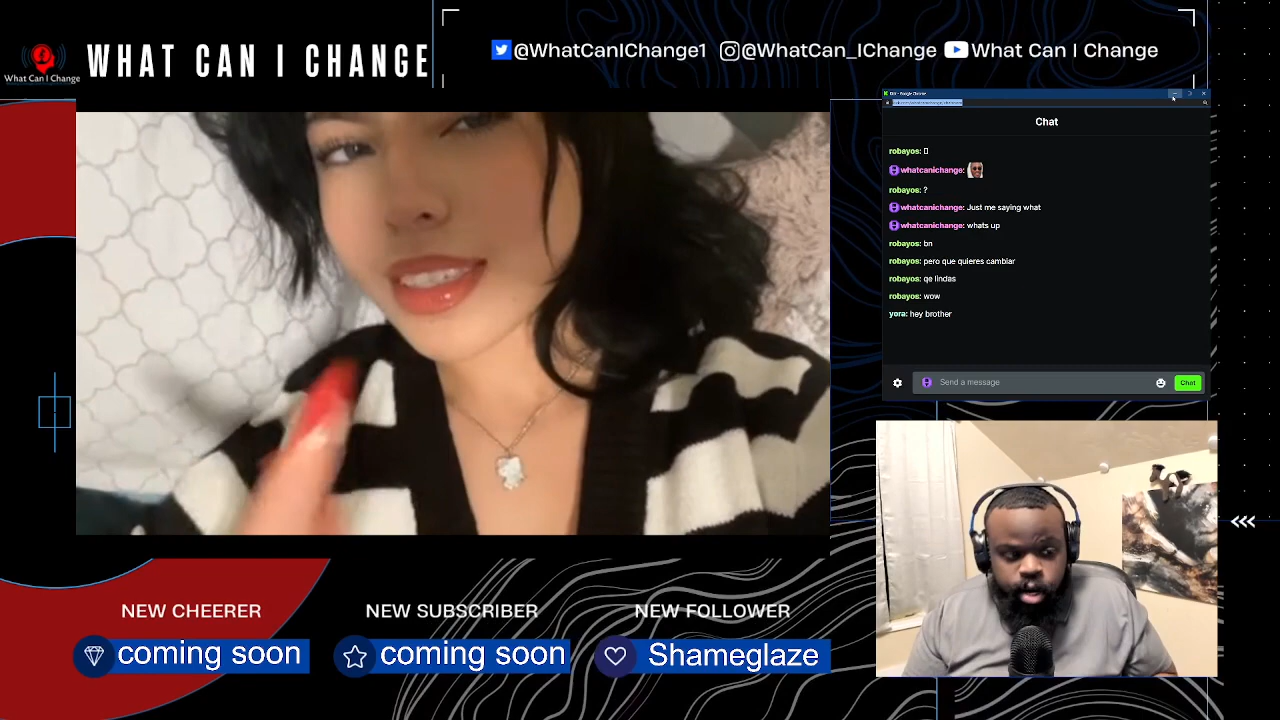 What Can I Change
WHAT CAN I CHANGE
@WhatCanIChange1
@WhatCan_IChange
What Can I Change
Chat
robayos:
whatcanichange:
robayos: ?
whatcanichange: Just me saying what
whatcanichange: whats up
robayos: bn
robayos: pero que quieres cambiar
robayos: qe lindas
robayos: wow
yora: hey brother
Send a message
Chat
NEW CHEERER
coming soon
NEW SUBSCRIBER
coming soon
NEW FOLLOWER
Shameglaze